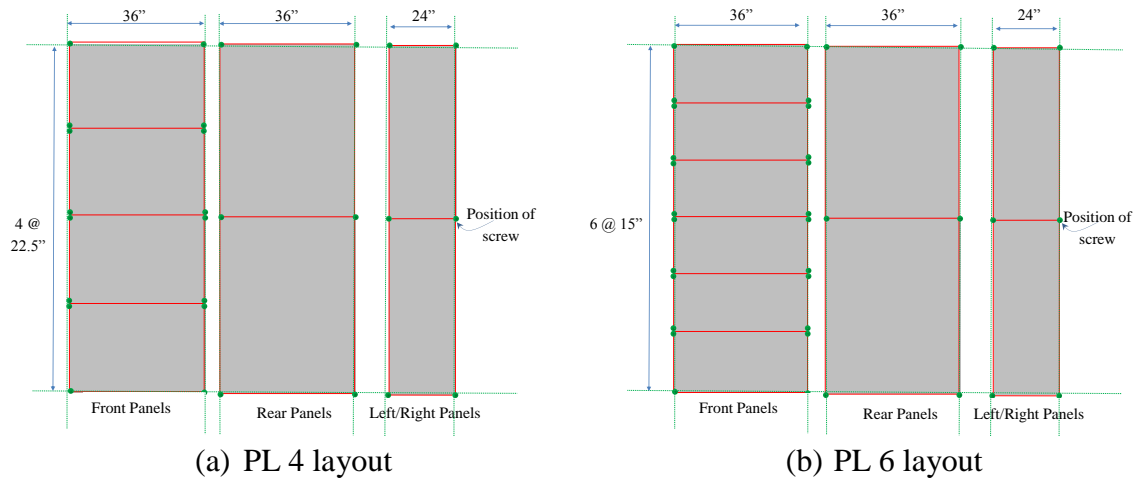 36”
36”
24”
4 @
22.5”
Position of
screw
Front Panels
Rear Panels
Left/Right Panels
(a) PL 4 layout
36”
36”
24”
6 @ 15”
Position of
screw
Front Panels
Rear Panels
Left/Right Panels
(b) PL 6 layout